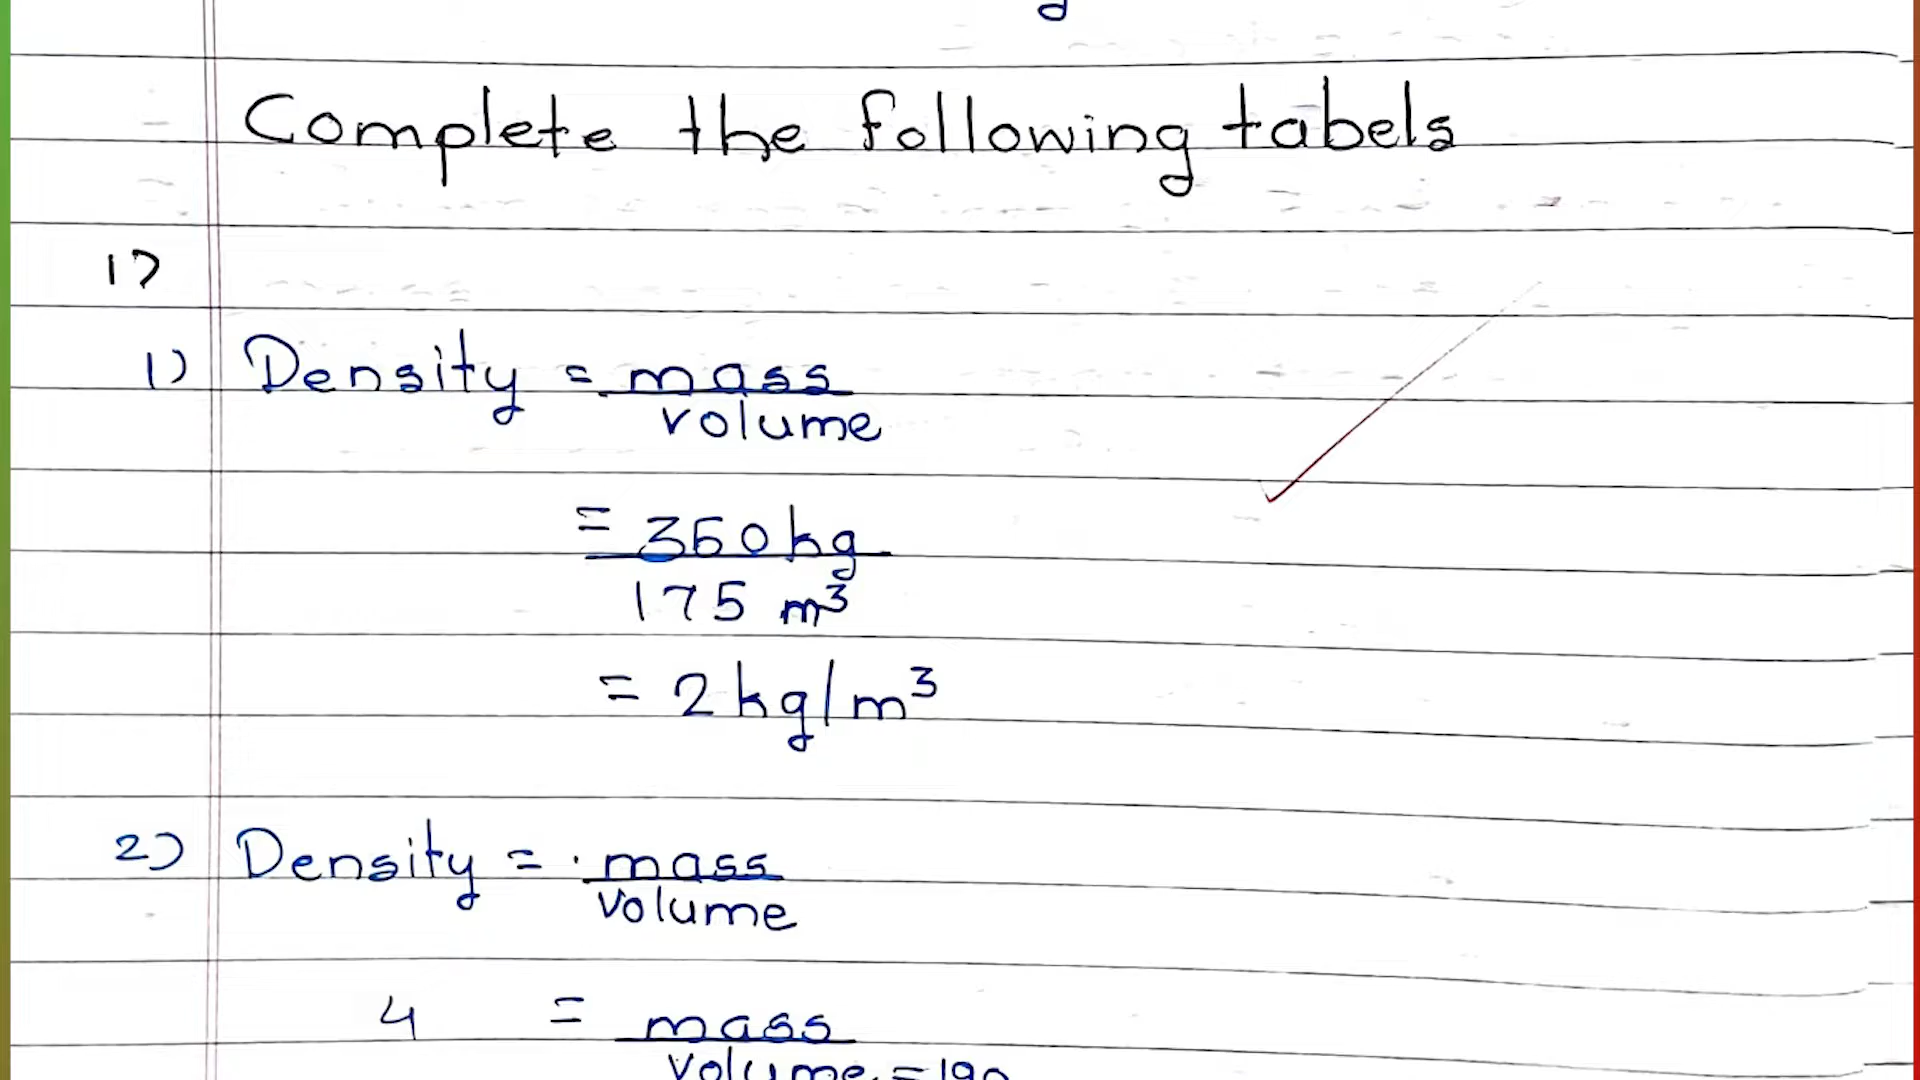 Complete the following tabels
1)
1) Density = mass
volume
= 350 kg
175 m³
= 2 kg/m³
2) Density = mass
volume
4 = mass
volume = 190